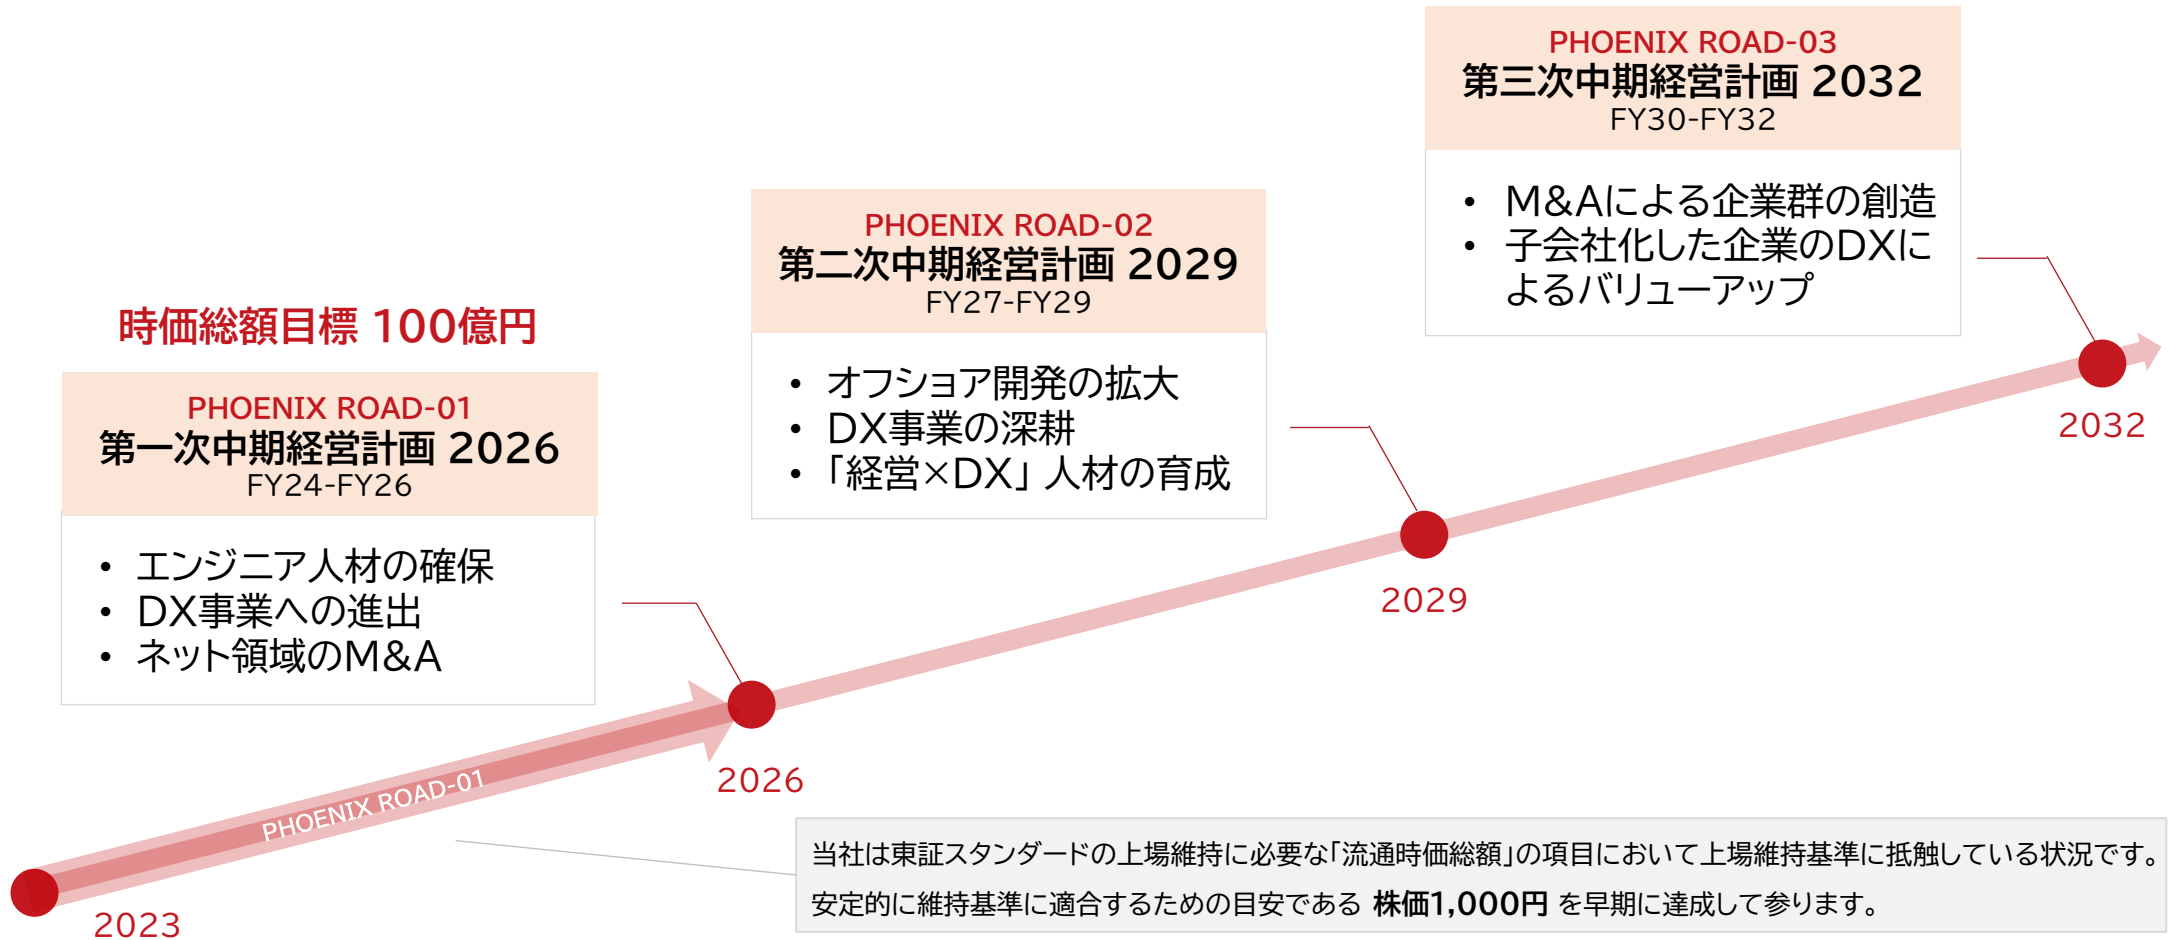 時価総額目標 100億円
PHOENIX ROAD-01
第一次中期経営計画 2026
FY24-FY26
• エンジニア人材の確保
• DX事業への進出
• ネット領域のM&A
PHOENIX ROAD-02
第二次中期経営計画 2029
FY27-FY29
• オフショア開発の拡大
• DX事業の深耕
• 「経営×DX」 人材の育成
PHOENIX ROAD-03
第三次中期経営計画 2032
FY30-FY32
• M&Aによる企業群の創造
• 子会社化した企業のDXに
よるバリューアップ
PHOENIX ROAD-01
2023
2026
2029
2032
当社は東証スタンダードの上場維持に必要な「流通時価総額」の項目において上場維持基準に抵触している状況です。
安定的に維持基準に適合するための目安である 株価1,000円 を早期に達成して参ります。